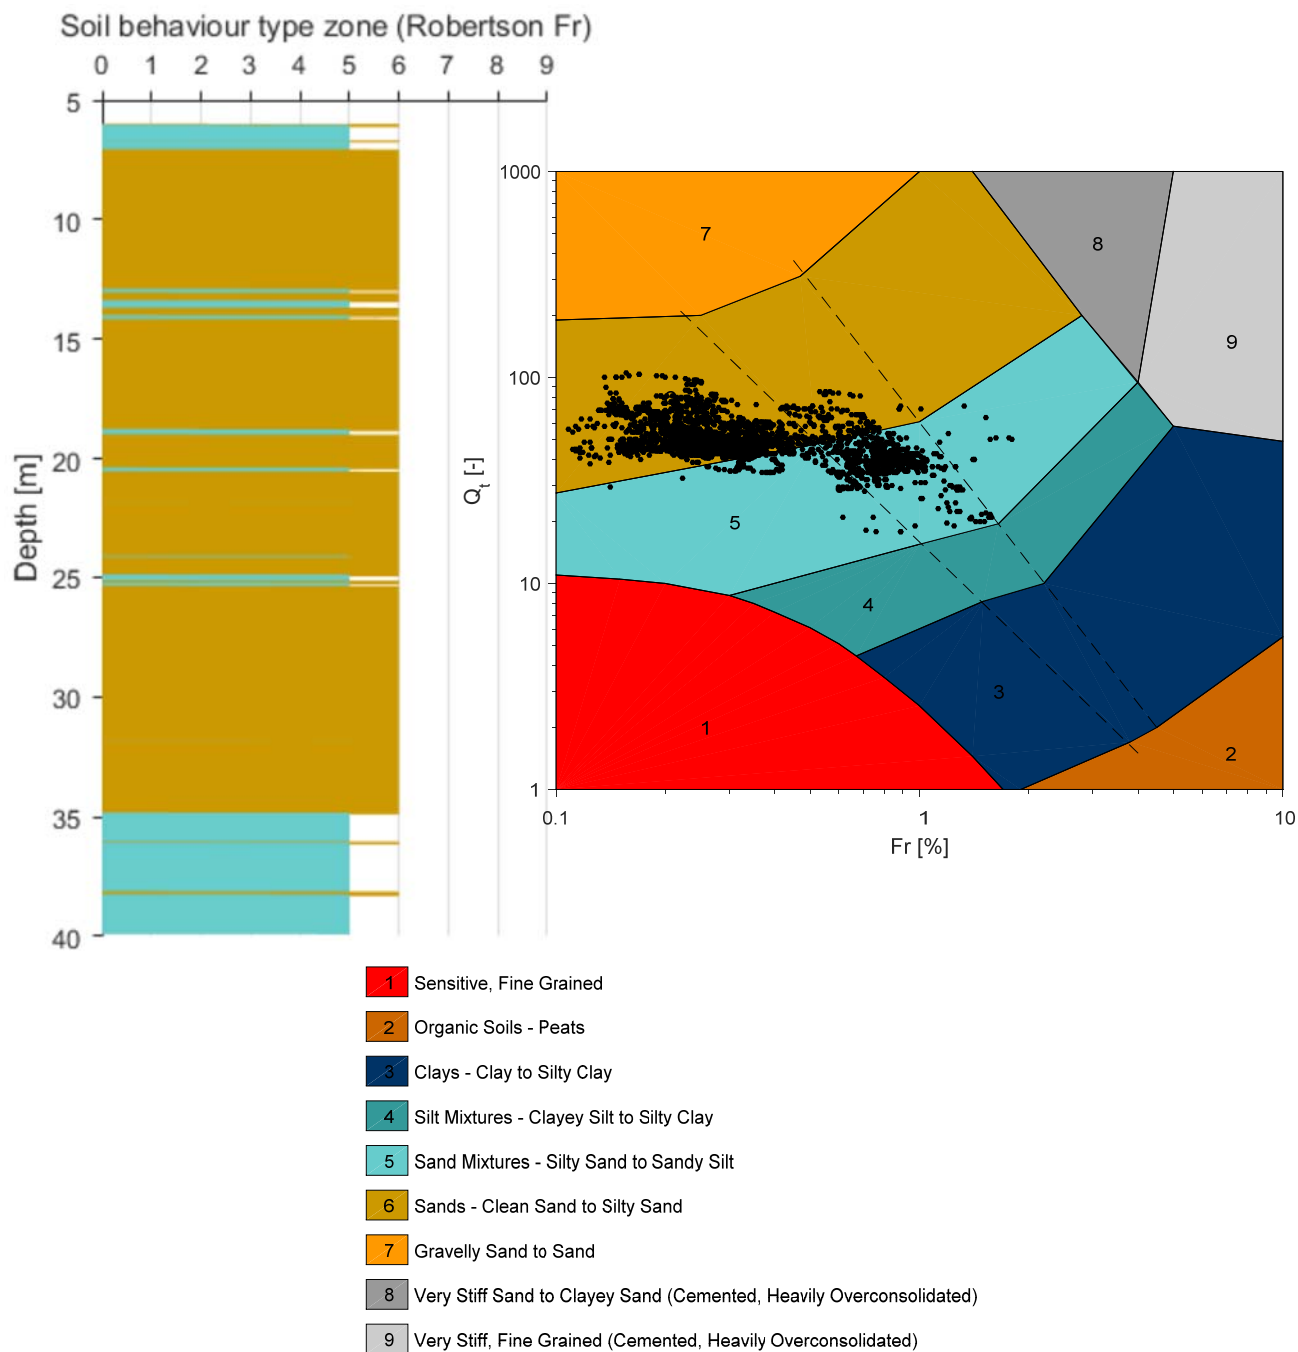 Soil behaviour type zone (Robertson Fr)
0 1 2 3 4 5 6 7 8 9
5
10
15
20
25
30
35
40
Depth [m]
1000
100
10
1
Qt [-]
7
8
9
5
4
3
1
2
0.1 1 10
Fr [%]
1 Sensitive, Fine Grained
2 Organic Soils - Peats
3 Clays - Clay to Silty Clay
4 Silt Mixtures - Clayey Silt to Silty Clay
5 Sand Mixtures - Silty Sand to Sandy Silt
6 Sands - Clean Sand to Silty Sand
7 Gravelly Sand to Sand
8 Very Stiff Sand to Clayey Sand (Cemented, Heavily Overconsolidated)
9 Very Stiff, Fine Grained (Cemented, Heavily Overconsolidated)